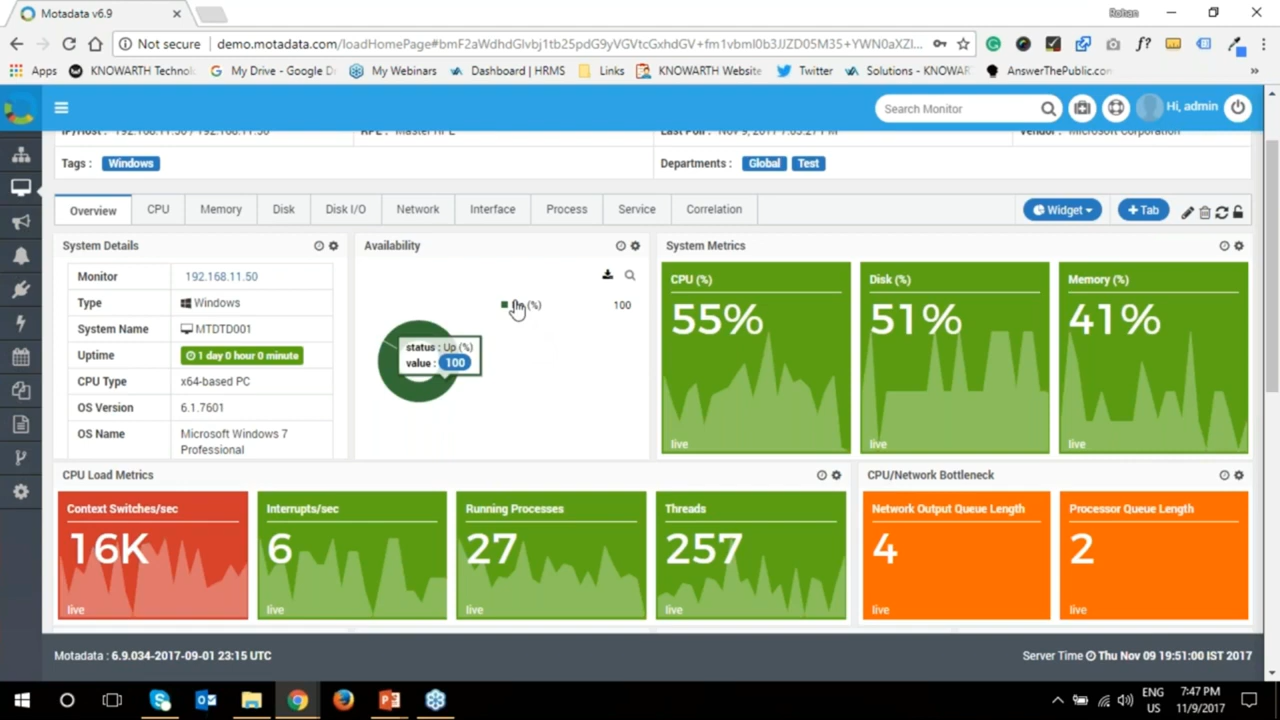 Motadata v6.9
Rohan
Not secure
demo.motadata.com/loadHomePage#
Apps
KNOWARTH Technol
My Drive - Google Dr
My Webinars
Dashboard | HRMS
Links
KNOWARTH Website
Twitter
Solutions - KNOWAR
AnswerThePublic.com
»
Search Monitor
Hi, admin
Tags : Windows
Departments : Global Test
Overview
CPU
Memory
Disk
Disk I/O
Network
Interface
Process
Service
Correlation
Widget
+ Tab
System Details
Monitor 192.168.11.50
Type Windows
System Name MTDTD001
Uptime 1 day 0 hour 0 minute
CPU Type x64-based PC
OS Version 6.1.7601
OS Name Microsoft Windows 7
Professional
Availability
(%) 100
status : Up (%)
value : 100
System Metrics
CPU (%)
55%
live
Disk (%)
51%
live
Memory (%)
41%
live
CPU Load Metrics
Context Switches/sec
16K
live
Interrupts/sec
6
live
Running Processes
27
live
Threads
257
live
CPU/Network Bottleneck
Network Output Queue Length
4
live
Processor Queue Length
2
live
Motadata : 6.9.034-2017-09-01 23:15 UTC
Server Time Thu Nov 09 19:51:00 IST 2017
ENG
US
7:47 PM
11/9/2017